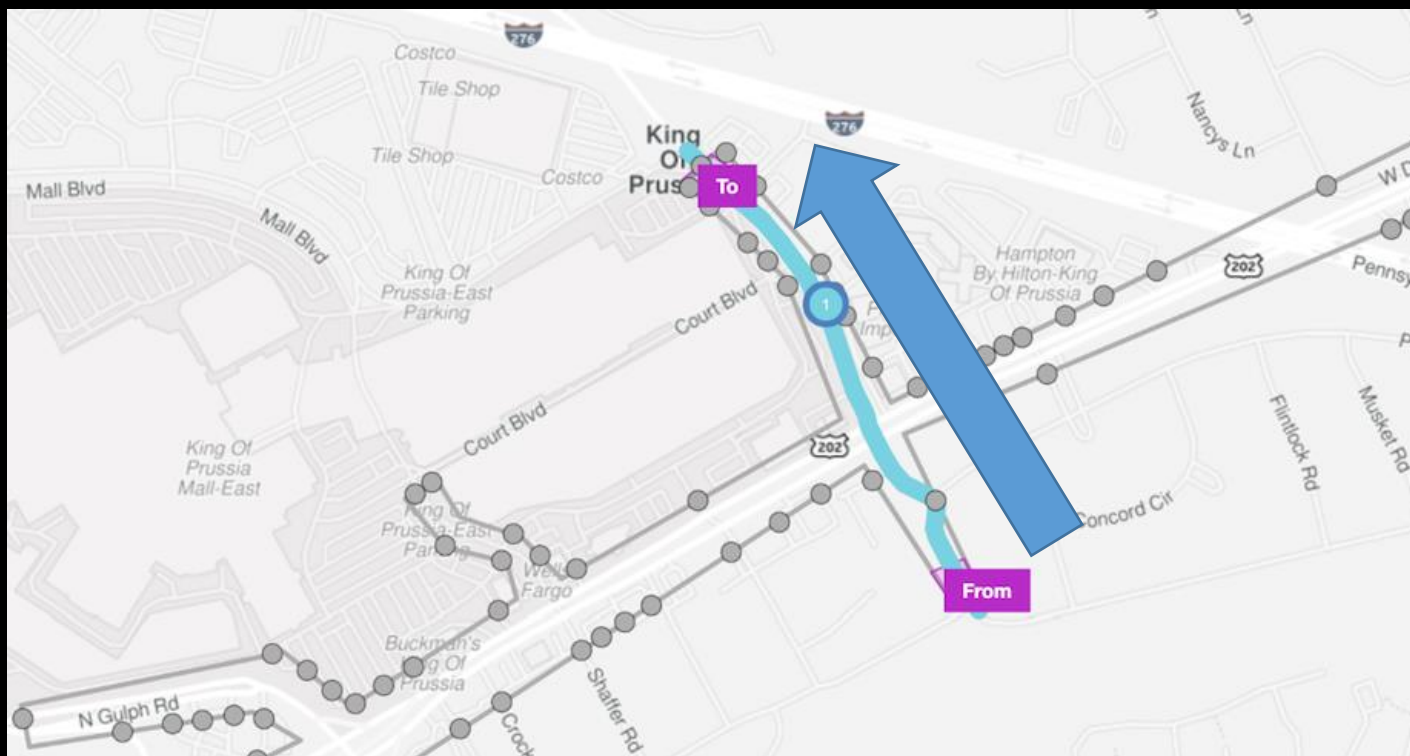 276
Costco
Tile Shop
Nancys Ln
276
King
Of
Tile Shop
Costco
To
Mall Blvd
Mall Blvd
Hampton
By Hilton-King
Of Prussia
202
King Of
Prussia-East
Parking
Court Blvd
1
Court Blvd
202
Flintlock Rd
Musket Rd
King Of
Prussia
Mall-East
King Of
Prussia-East
Parking
Concord Cir
Wells
Fargo
From
Buckman's
King Of
Prussia
Shaffer Rd
N Gulph Rd